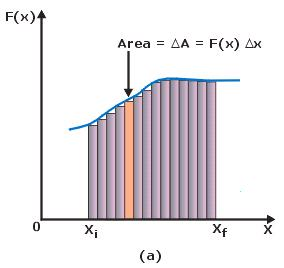 F(x)
Area = ΔA = F(x) Δx
0
Xi
Xf
X
(a)